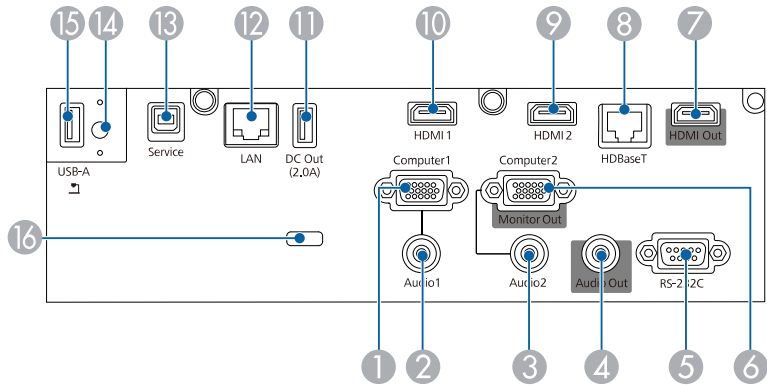 15 14 13 12 11 10 9 8 7
HDMI 1 HDMI 2 HDMI Out
Service LAN DC Out HDBaseT
(2.0A)
USB-A Computer1 Computer2
Monitor Out
16
Audio1 Audio2 Audio Out RS-232C
1 2 3 4 5 6